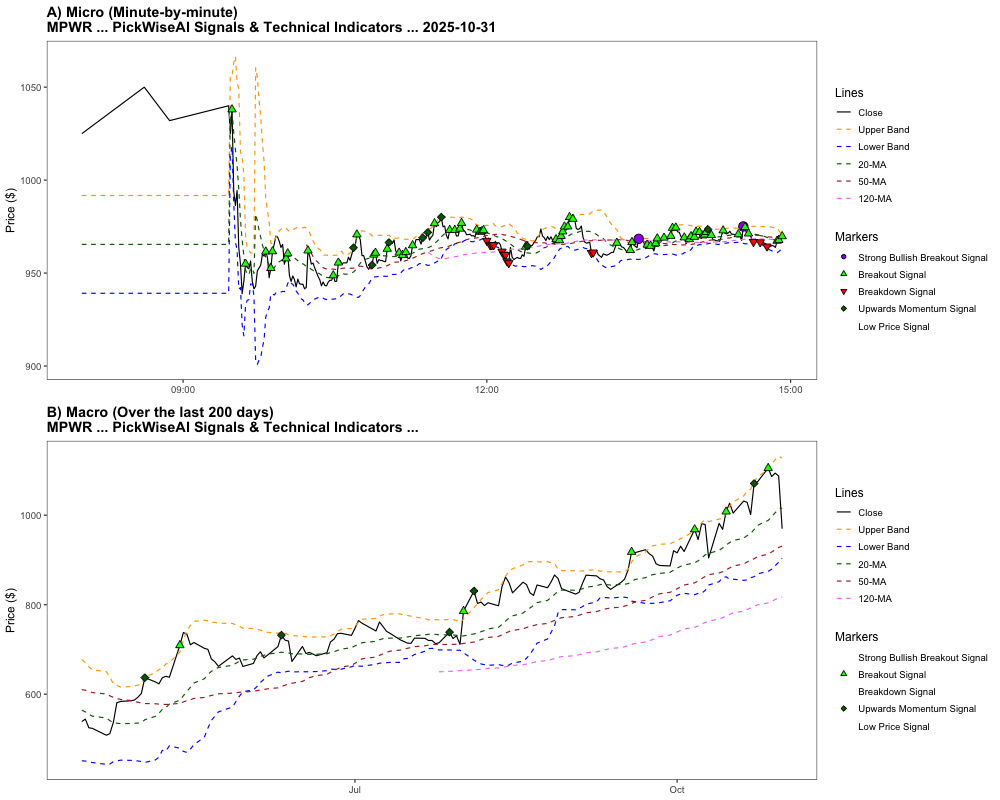 A) Micro (Minute-by-minute)
MPWR ... PickWiseAI Signals & Technical Indicators ... 2025-10-31
1050
1000
950
900
Price ($)
09:00
12:00
15:00
Lines
Close
Upper Band
Lower Band
20-MA
50-MA
120-MA
Markers
Strong Bullish Breakout Signal
Breakout Signal
Breakdown Signal
Upwards Momentum Signal
Low Price Signal
B) Macro (Over the last 200 days)
MPWR ... PickWiseAI Signals & Technical Indicators ...
1000
800
600
Price ($)
Jul
Oct
Lines
Close
Upper Band
Lower Band
20-MA
50-MA
120-MA
Markers
Strong Bullish Breakout Signal
Breakout Signal
Breakdown Signal
Upwards Momentum Signal
Low Price Signal